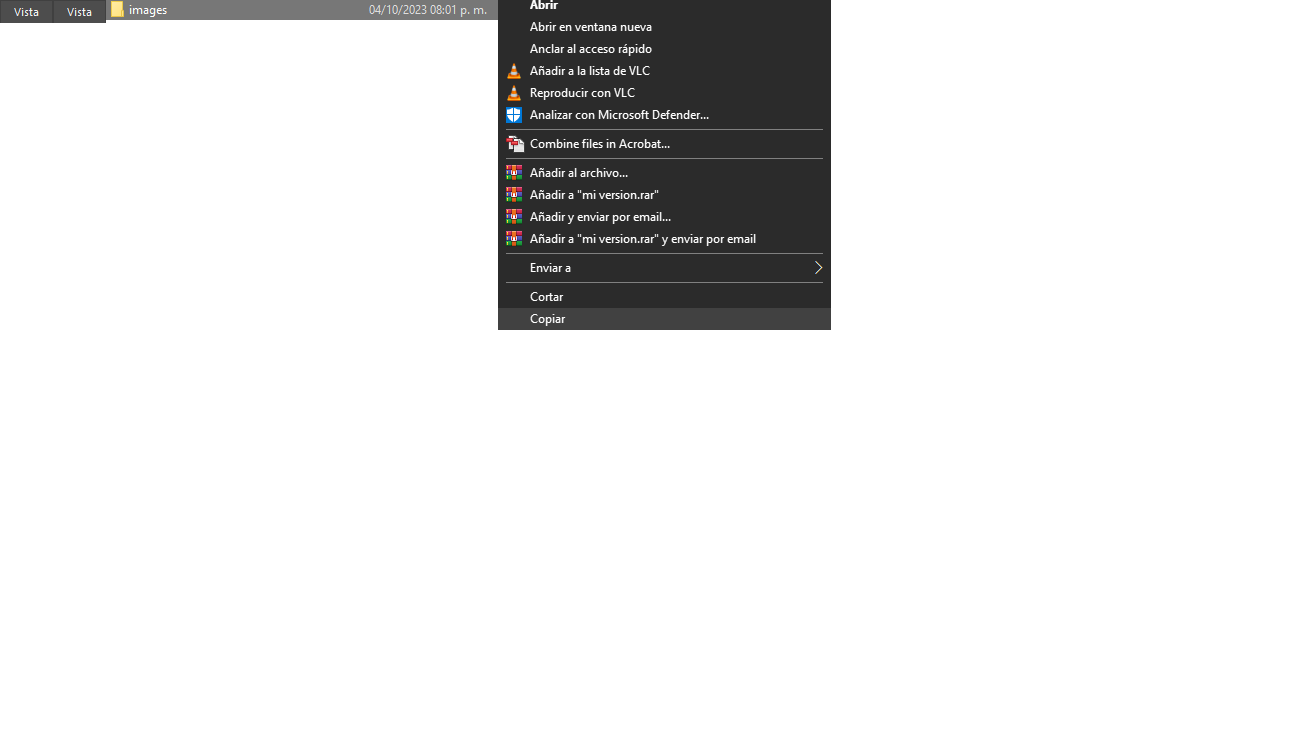 Vista
Vista
images 04/10/2023 08:01 p. m.
Abrir
Abrir en ventana nueva
Anclar al acceso rápido
Añadir a la lista de VLC
Reproducir con VLC
Analizar con Microsoft Defender...
Combine files in Acrobat...
Añadir al archivo...
Añadir a "mi version.rar"
Añadir y enviar por email...
Añadir a "mi version.rar" y enviar por email
Enviar a
Cortar
Copiar